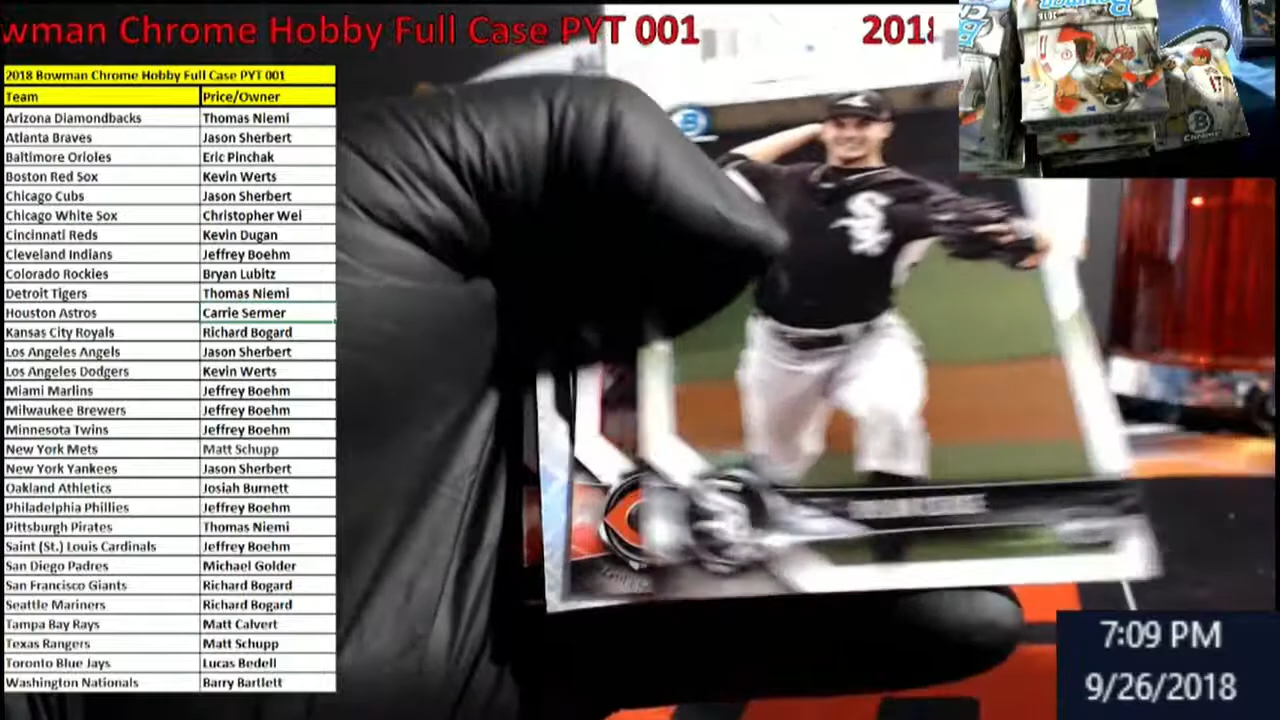 wman Chrome Hobby Full Case PYT 001 201
2018 Bowman Chrome Hobby Full Case PYT 001
Team Price/Owner
Arizona Diamondbacks Thomas Niemi
Atlanta Braves Jason Sherbert
Baltimore Orioles Eric Pinchak
Boston Red Sox Kevin Werts
Chicago Cubs Jason Sherbert
Chicago White Sox Christopher Wei
Cincinnati Reds Kevin Dugan
Cleveland Indians Jeffrey Boehm
Colorado Rockies Bryan Lubitz
Detroit Tigers Thomas Niemi
Houston Astros Carrie Sermer
Kansas City Royals Richard Bogard
Los Angeles Angels Jason Sherbert
Los Angeles Dodgers Kevin Werts
Miami Marlins Jeffrey Boehm
Milwaukee Brewers Jeffrey Boehm
Minnesota Twins Jeffrey Boehm
New York Mets Matt Schupp
New York Yankees Jason Sherbert
Oakland Athletics Josiah Burnett
Philadelphia Phillies Jeffrey Boehm
Pittsburgh Pirates Thomas Niemi
Saint (St.) Louis Cardinals Jeffrey Boehm
San Diego Padres Michael Golder
San Francisco Giants Richard Bogard
Seattle Mariners Richard Bogard
Tampa Bay Rays Matt Calvert
Texas Rangers Matt Schupp
Toronto Blue Jays Lucas Bedell
Washington Nationals Barry Bartlett
B
Chrome
17
Sox
7:09 PM
9/26/2018